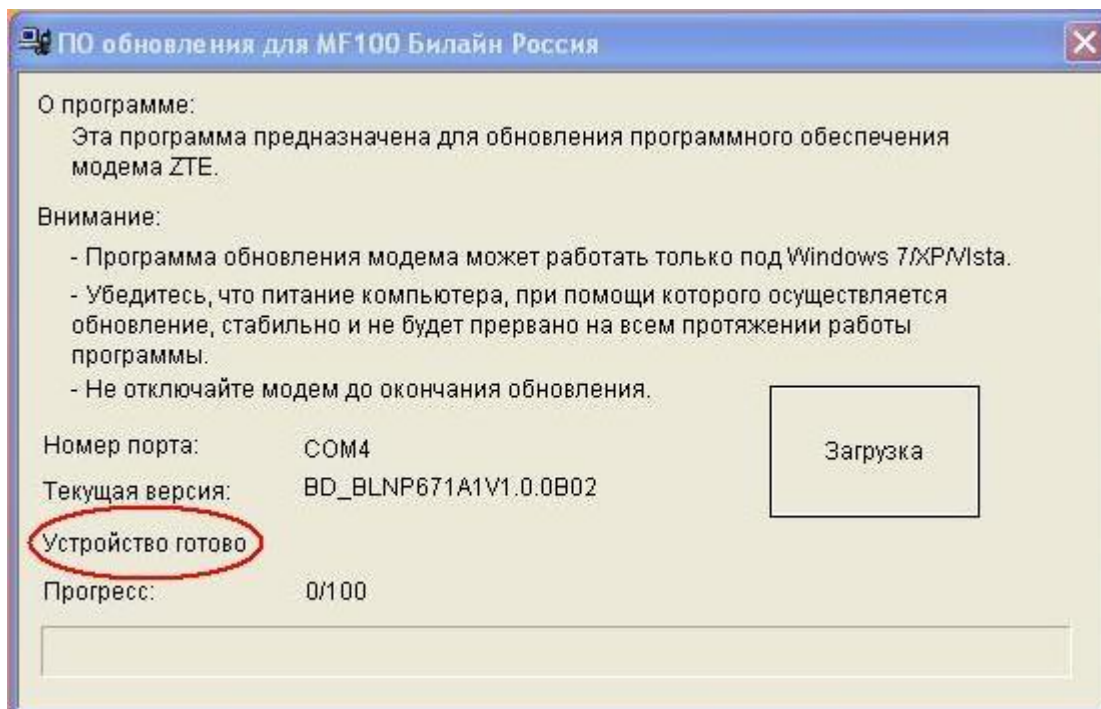 ПО обновления для MF100 Билайн Россия
О программе:
Эта программа предназначена для обновления программного обеспечения
модема ZTE.
Внимание:
- Программа обновления модема может работать только под Windows 7/XP/VIsta.
- Убедитесь, что питание компьютера, при помощи которого осуществляется
обновление, стабильно и не будет прервано на всем протяжении работы
программы.
- Не отключайте модем до окончания обновления.
Номер порта: COM4
Загрузка
Текущая версия: BD_BLNP671A1V1.0.0B02
Устройство готово
Прогресс: 0/100